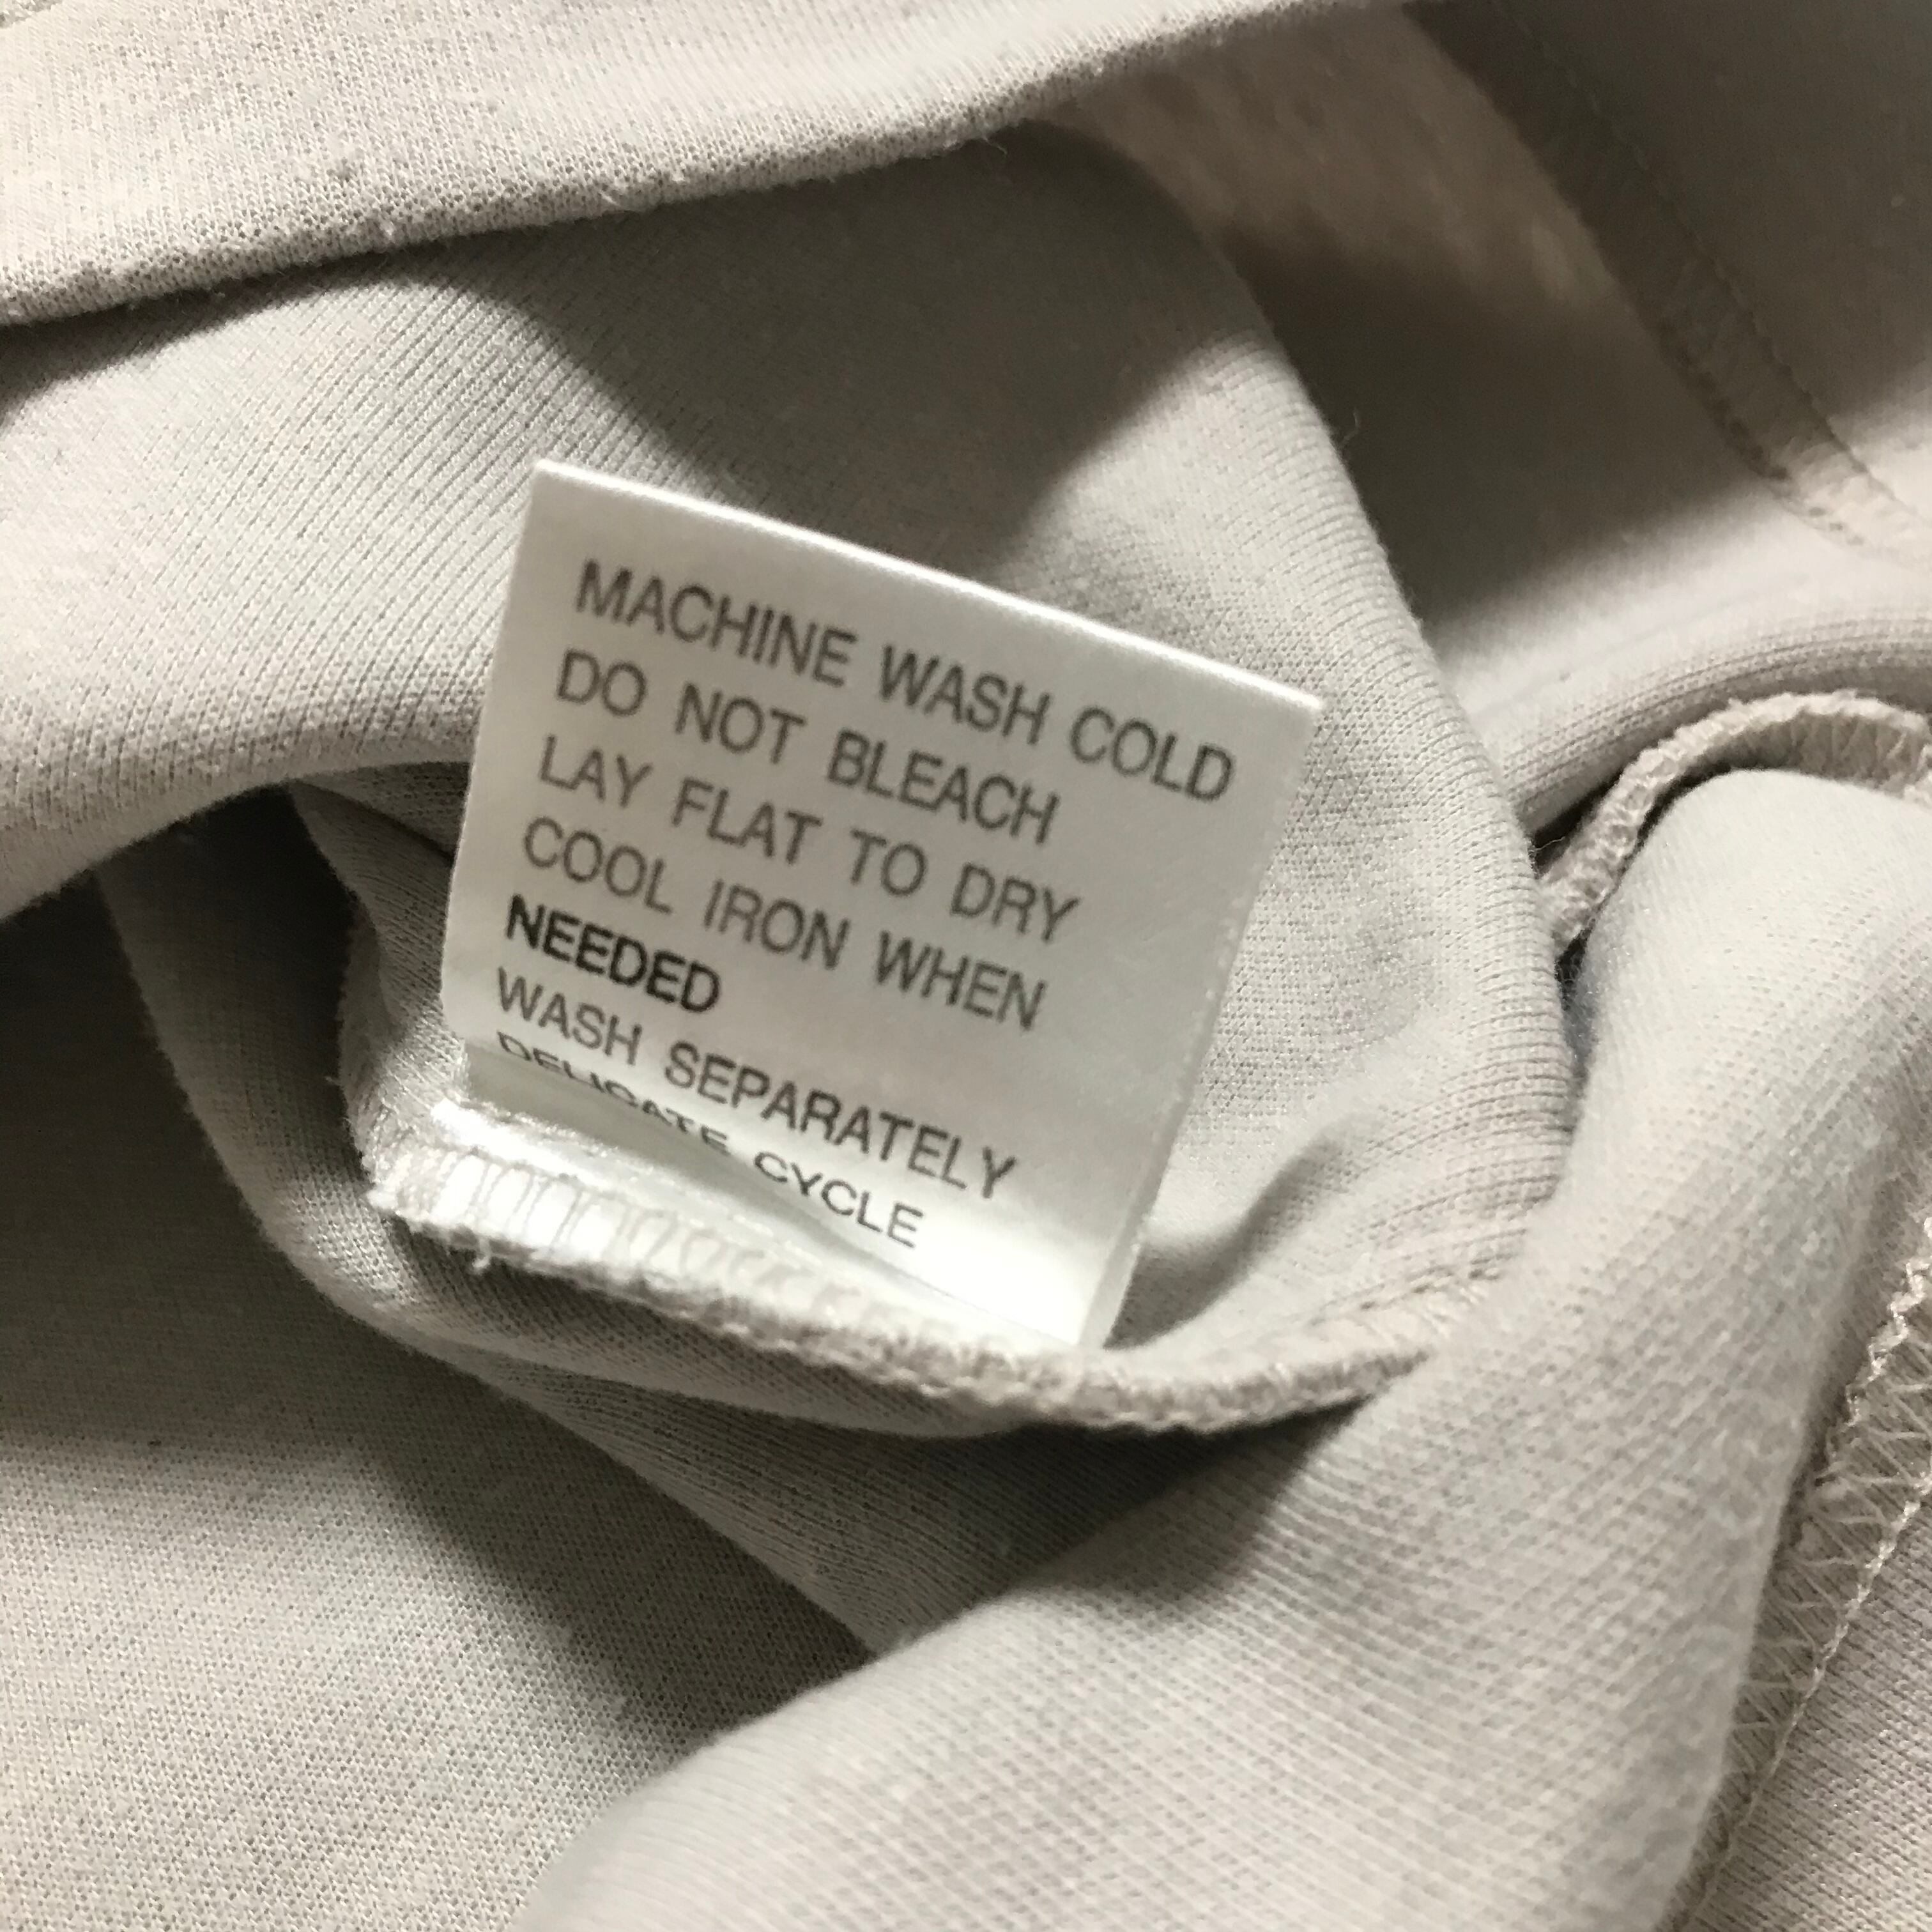 MACHINE WASH COLD
DO NOT BLEACH
LAY FLAT TO DRY
COOL IRON WHEN
NEEDED
WASH SEPARATELY
DELICATE CYCLE